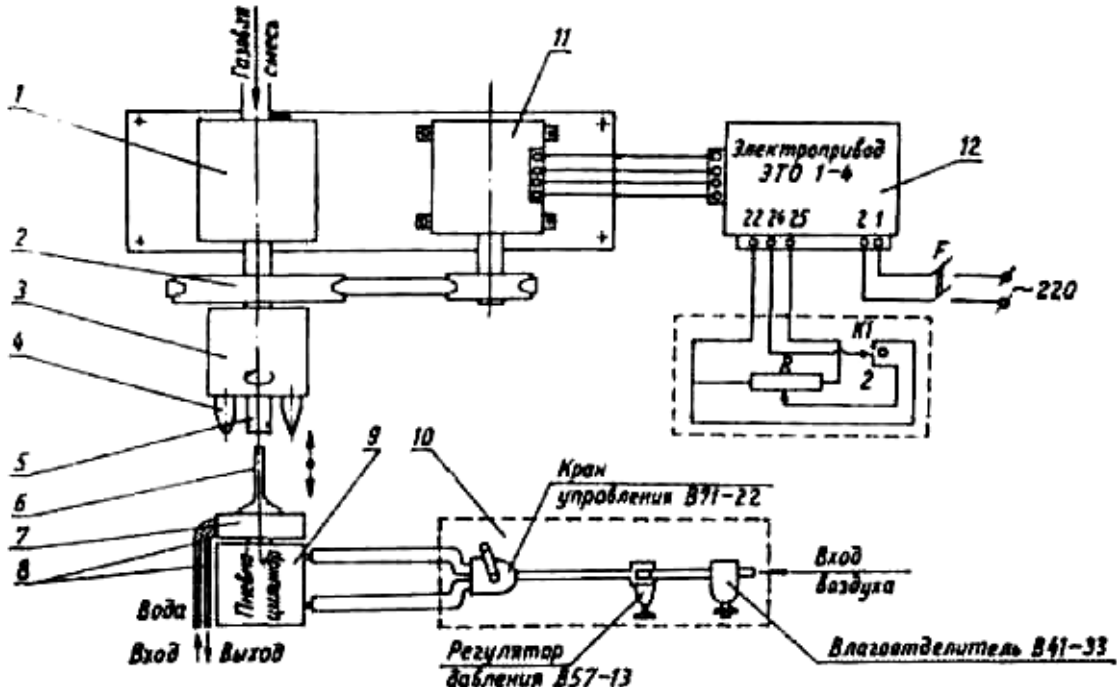 Газовая
смесь
1
11
Электропривод
ЭТО 1-4
12
22 24 25 2 1
F
~220
2
3
4
5
6
7
8
К1
R
2
9
10
Кран
управления В71-22
Пневмо-
цилиндр
Вход
воздуха
Вода
Вход Выход
Регулятор
давления В57-13
Влагоотделитель В41-33